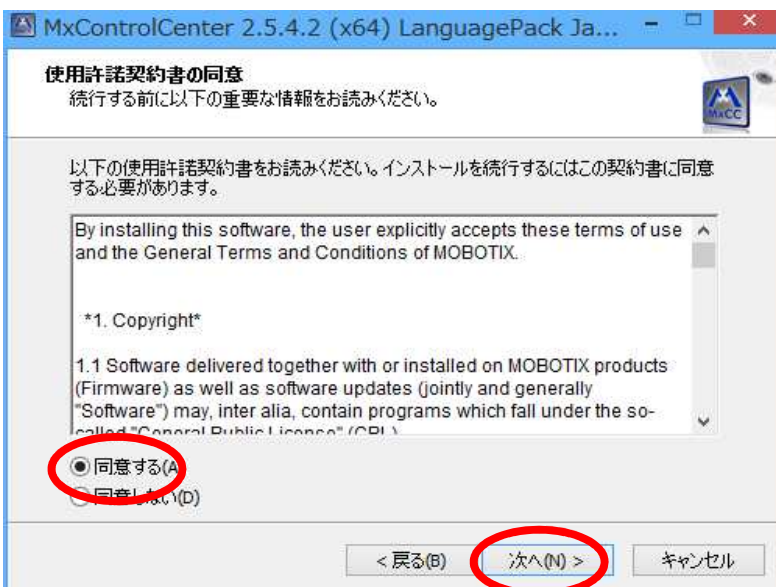 MxControlCenter 2.5.4.2 (x64) LanguagePack Ja...
使用許諾契約書の同意
続行する前に以下の重要な情報をお読みください。
MxCC
以下の使用許諾契約書をお読みください。インストールを続行するにはこの契約書に同意
する必要があります。
By installing this software, the user explicitly accepts these terms of use
and the General Terms and Conditions of MOBOTIX.
*1. Copyright*
1.1 Software delivered together with or installed on MOBOTIX products
(Firmware) as well as software updates (jointly and generally
"Software") may, inter alia, contain programs which fall under the so-
called "General Public License" (GPL)
同意する(A
同意しない(D)
< 戻る(B) 次へ(N) > キャンセル